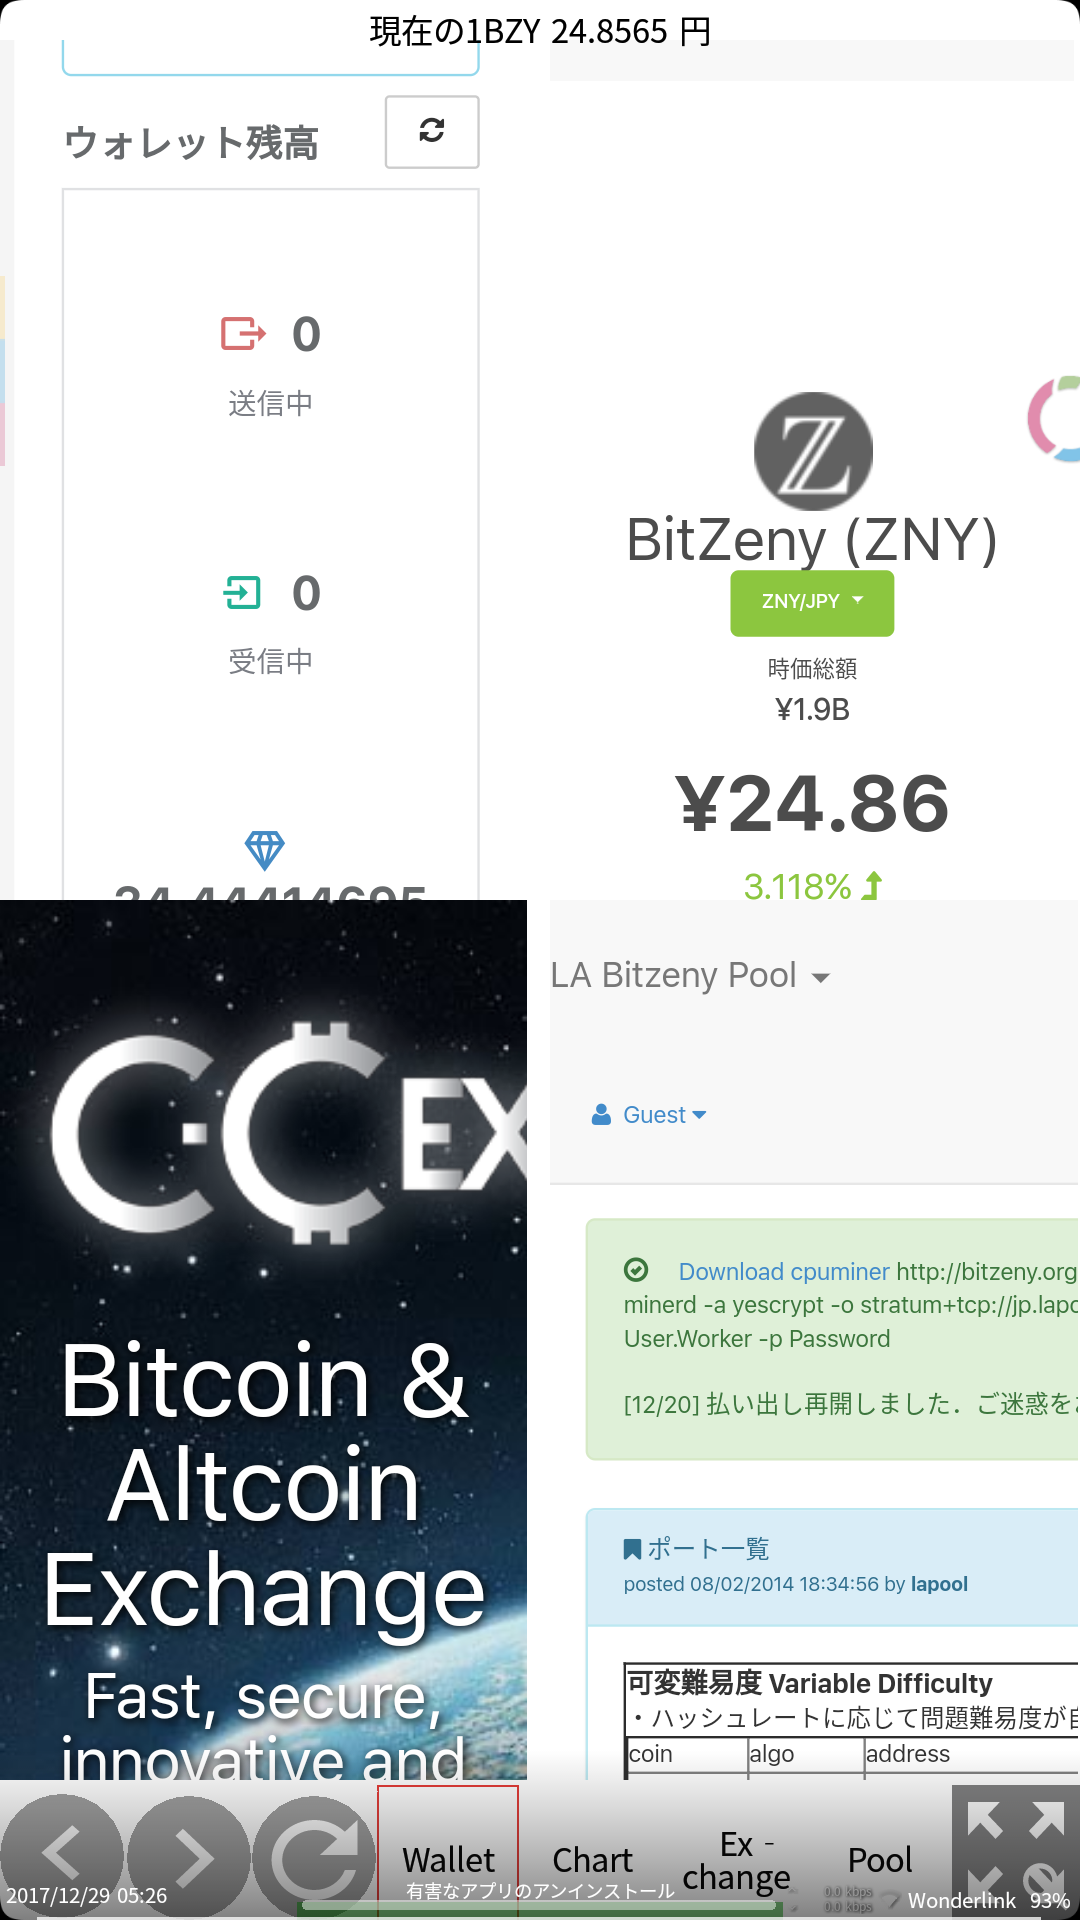 現在の1BZY 24.8565 円
ウォレット残高
0
送信中
0
受信中
BitZeny (ZNY)
ZNY/JPY
時価総額
¥1.9B
¥24.86
3.118%
C-CEX
Bitcoin &
Altcoin
Exchange
Fast, secure,
innovative and
LA Bitzeny Pool
Guest
Download cpuminer http://bitzeny.org
minerd -a yescrypt -o stratum+tcp://jp.lapo
User.Worker -p Password
[12/20] 払い出し再開しました．ご迷惑を
ポート一覧
posted 08/02/2014 18:34:56 by lapool
可変難易度 Variable Difficulty
・ハッシュレートに応じて問題難易度が自
coin algo address
Wallet
Chart
Ex -
change
Pool
2017/12/29 05:26
有害なアプリのアンインストール
0.0 kbps
0.0 kbps
Wonderlink 93%